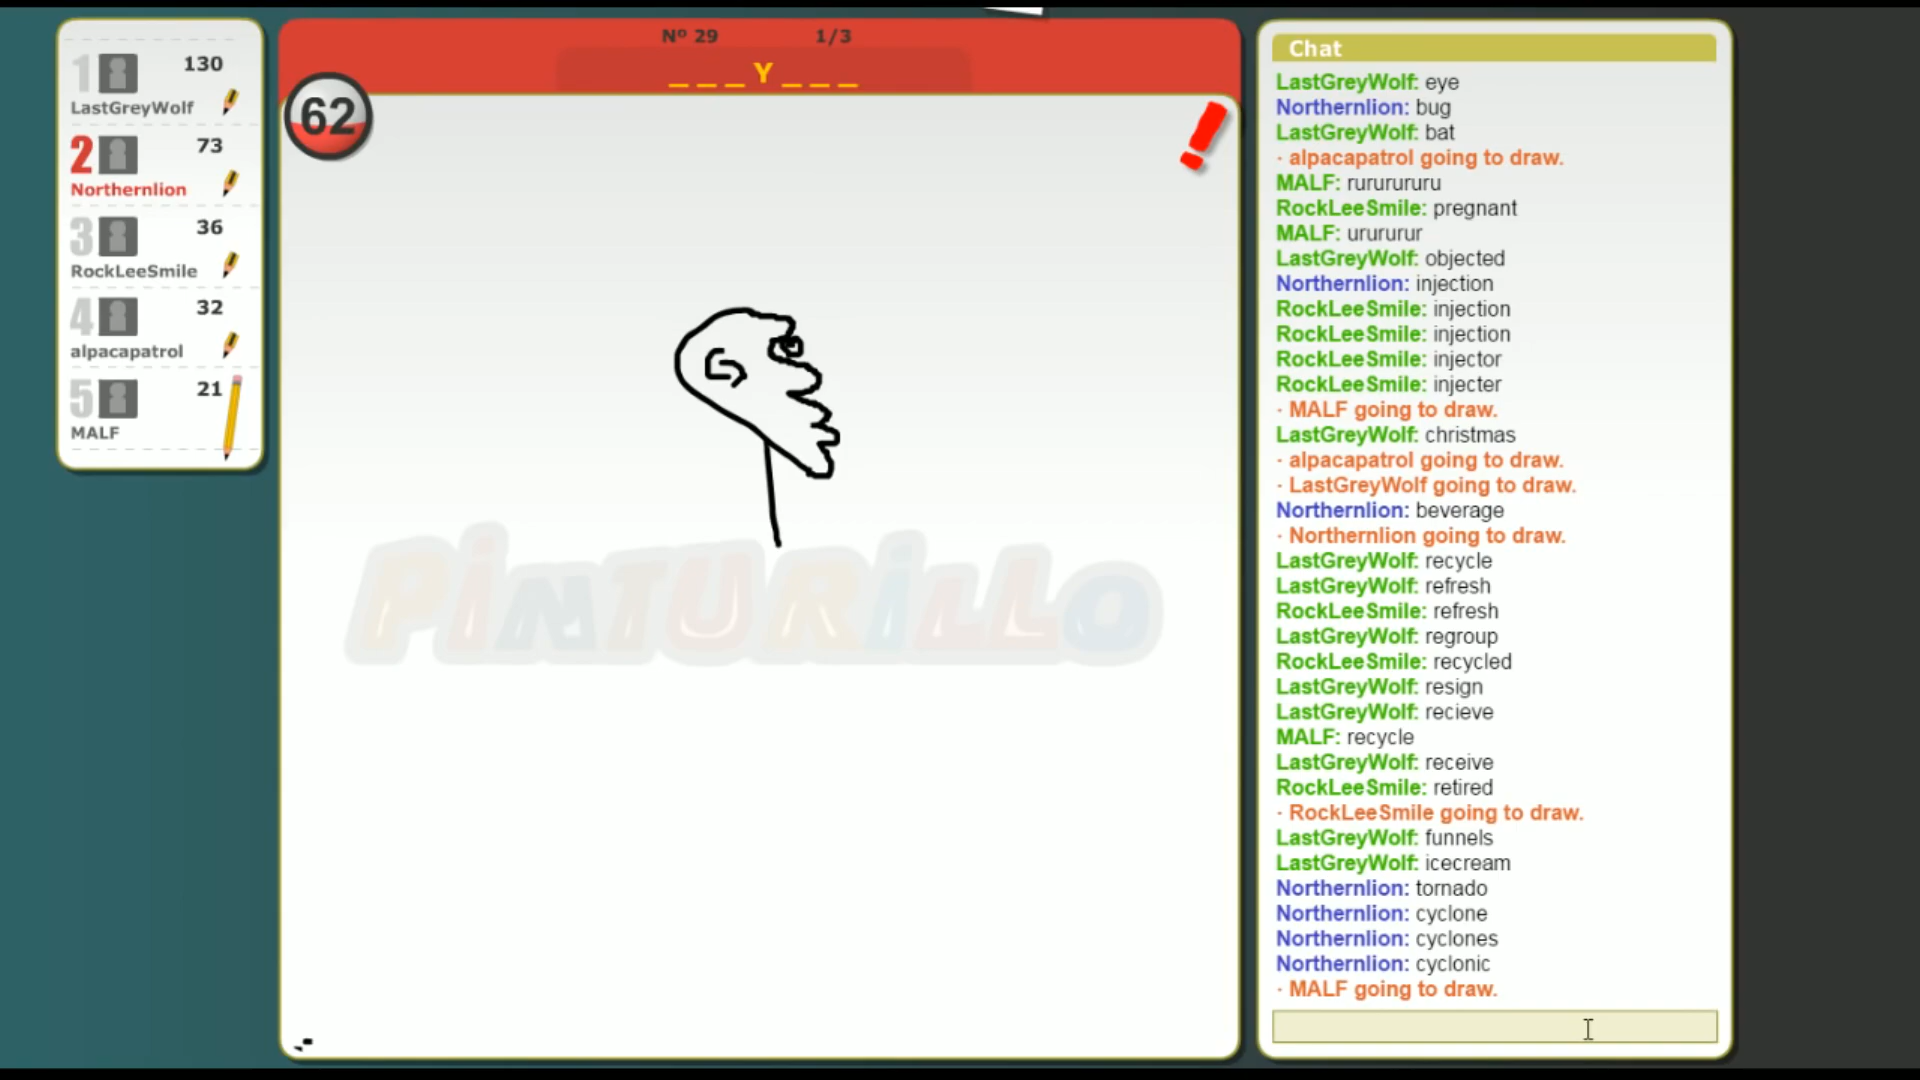 1 130
LastGreyWolf
2 73
Northernlion
3 36
RockLeeSmile
4 32
alpacapatrol
5 21
MALF
Nº 29 1/3
_ _ _ Y _ _ _
62
!
PiNTURiLLO
Chat
LastGreyWolf: eye
Northernlion: bug
LastGreyWolf: bat
· alpacapatrol going to draw.
MALF: rururururu
RockLeeSmile: pregnant
MALF: urururur
LastGreyWolf: objected
Northernlion: injection
RockLeeSmile: injection
RockLeeSmile: injection
RockLeeSmile: injector
RockLeeSmile: injecter
· MALF going to draw.
LastGreyWolf: christmas
· alpacapatrol going to draw.
· LastGreyWolf going to draw.
Northernlion: beverage
· Northernlion going to draw.
LastGreyWolf: recycle
LastGreyWolf: refresh
RockLeeSmile: refresh
LastGreyWolf: regroup
RockLeeSmile: recycled
LastGreyWolf: resign
LastGreyWolf: recieve
MALF: recycle
LastGreyWolf: receive
RockLeeSmile: retired
· RockLeeSmile going to draw.
LastGreyWolf: funnels
LastGreyWolf: icecream
Northernlion: tornado
Northernlion: cyclone
Northernlion: cyclones
Northernlion: cyclonic
· MALF going to draw.